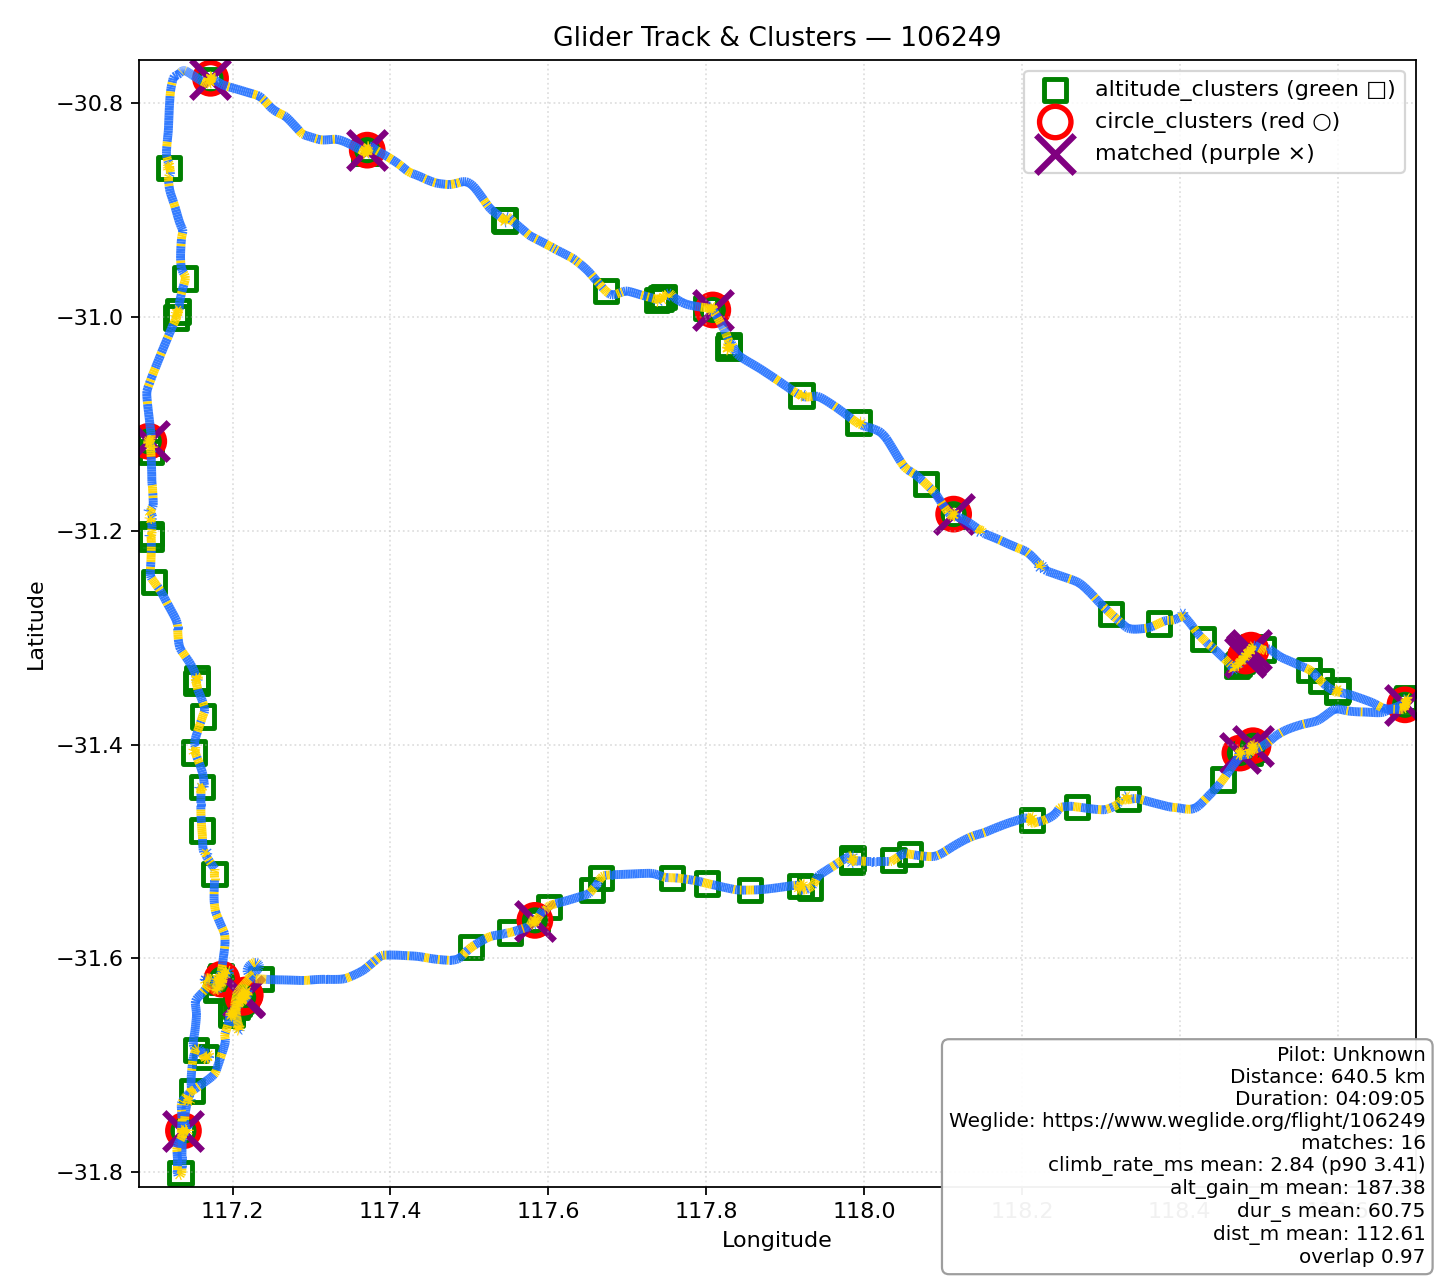 Glider Track & Clusters — 106249
altitude_clusters (green □)
circle_clusters (red ○)
matched (purple ×)
Latitude
−30.8
−31.0
−31.2
−31.4
−31.6
−31.8
117.2
117.4
117.6
117.8
118.0
118.2
118.4
Longitude
Pilot: Unknown
Distance: 640.5 km
Duration: 04:09:05
Weglide: https://www.weglide.org/flight/106249
matches: 16
climb_rate_ms mean: 2.84 (p90 3.41)
alt_gain_m mean: 187.38
dur_s mean: 60.75
dist_m mean: 112.61
overlap 0.97